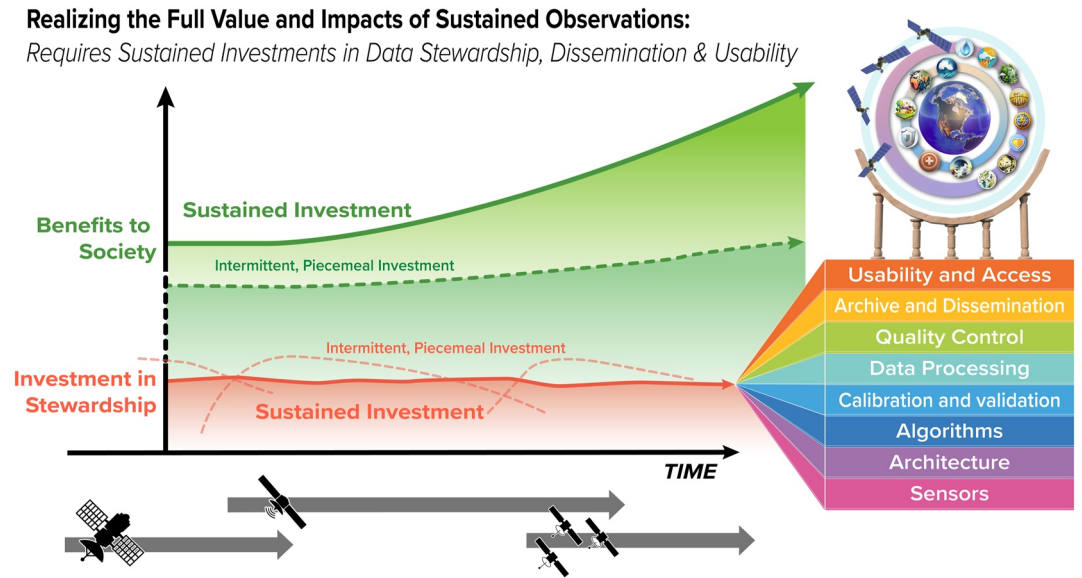 Realizing the Full Value and Impacts of Sustained Observations:
Requires Sustained Investments in Data Stewardship, Dissemination & Usability
Benefits to
Society
Sustained Investment
Intermittent, Piecemeal Investment
Investment in
Stewardship
Intermittent, Piecemeal Investment
Sustained Investment
TIME
Usability and Access
Archive and Dissemination
Quality Control
Data Processing
Calibration and validation
Algorithms
Architecture
Sensors